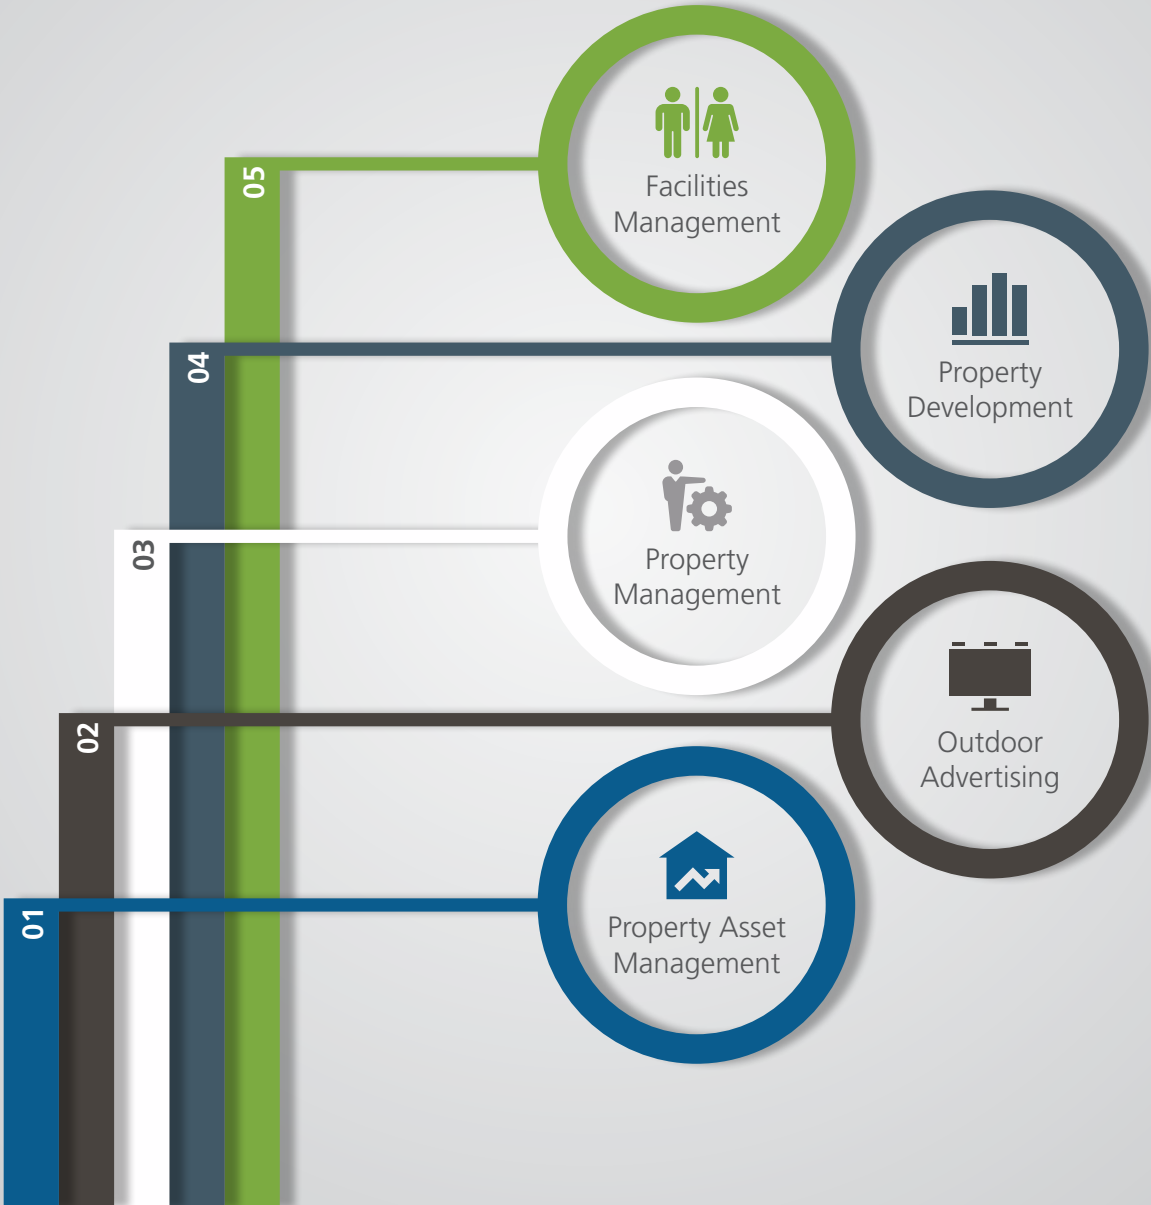 05
Facilities
Management
04
Property
Development
03
Property
Management
02
Outdoor
Advertising
01
Property Asset
Management